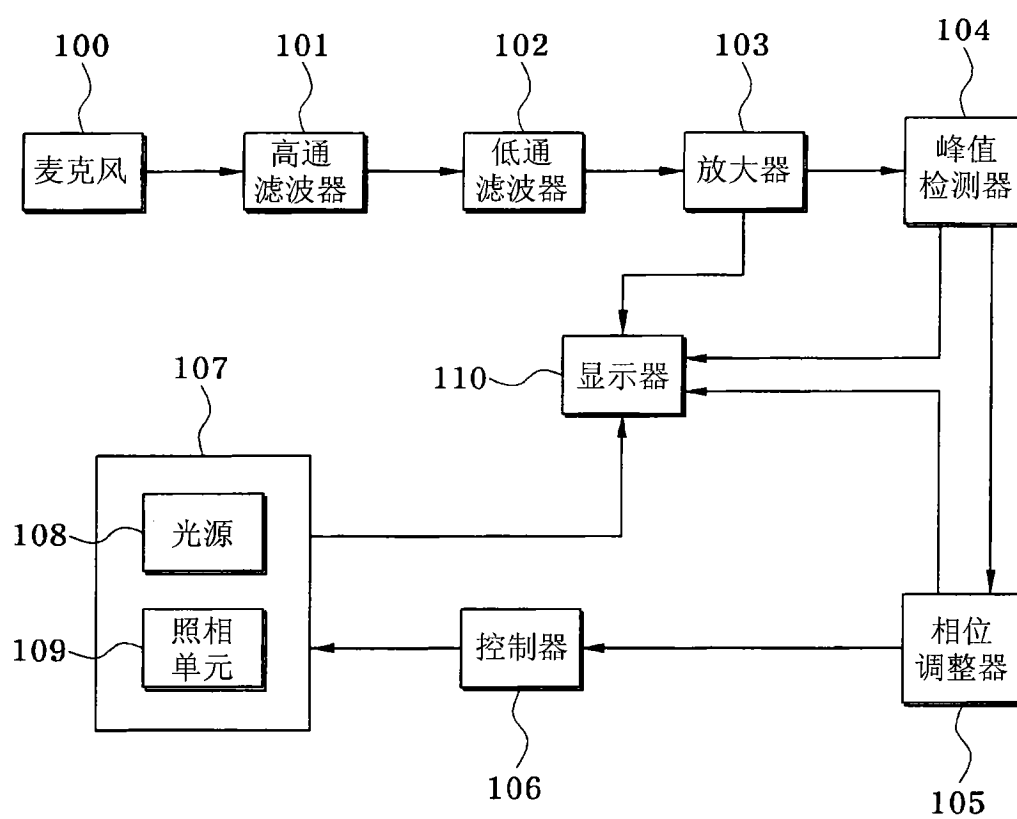 100
101
102
103
104
麦克风
高通
滤波器
低通
滤波器
放大器
峰值
检测器
107
110
显示器
108
光源
109
照相
单元
控制器
相位
调整器
106
105